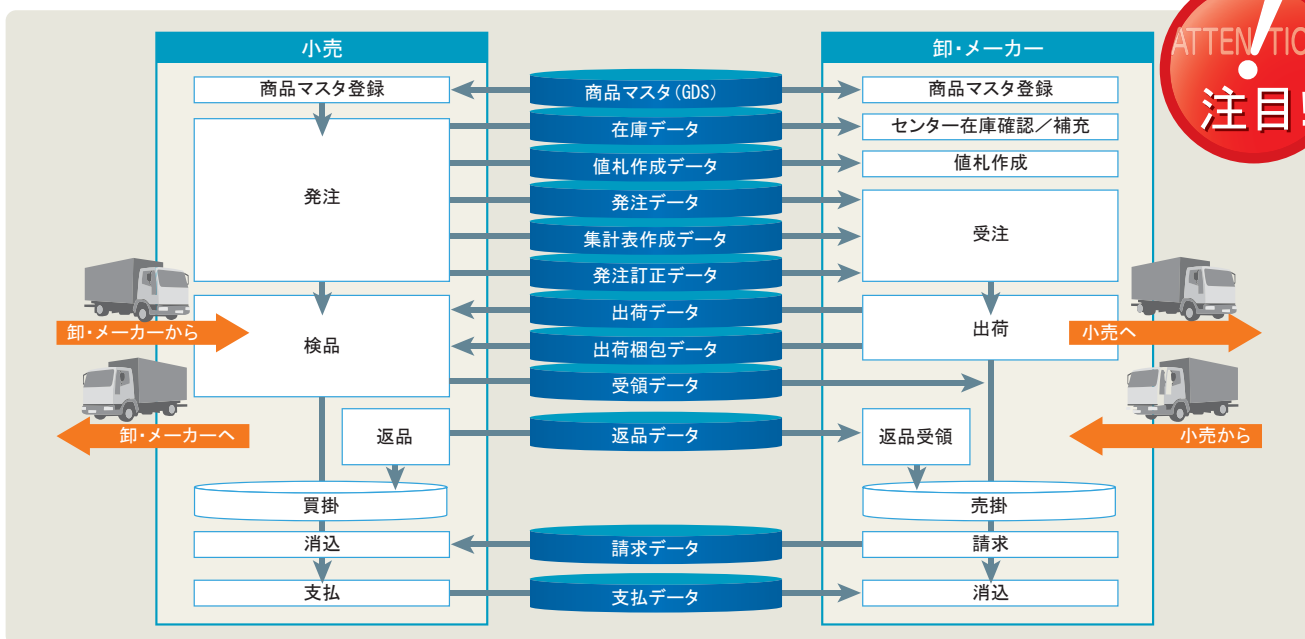 小売
卸・メーカー
ATTENTIO
注目!
商品マスタ登録
商品マスタ(GDS)
商品マスタ登録
在庫データ
センター在庫確認／補充
値札作成データ
値札作成
発注
発注データ
受注
集計表作成データ
発注訂正データ
卸・メーカーから
検品
出荷データ
出荷
小売へ
出荷梱包データ
受領データ
卸・メーカーへ
返品
返品データ
返品受領
小売から
買掛
売掛
消込
請求データ
請求
支払
支払データ
消込